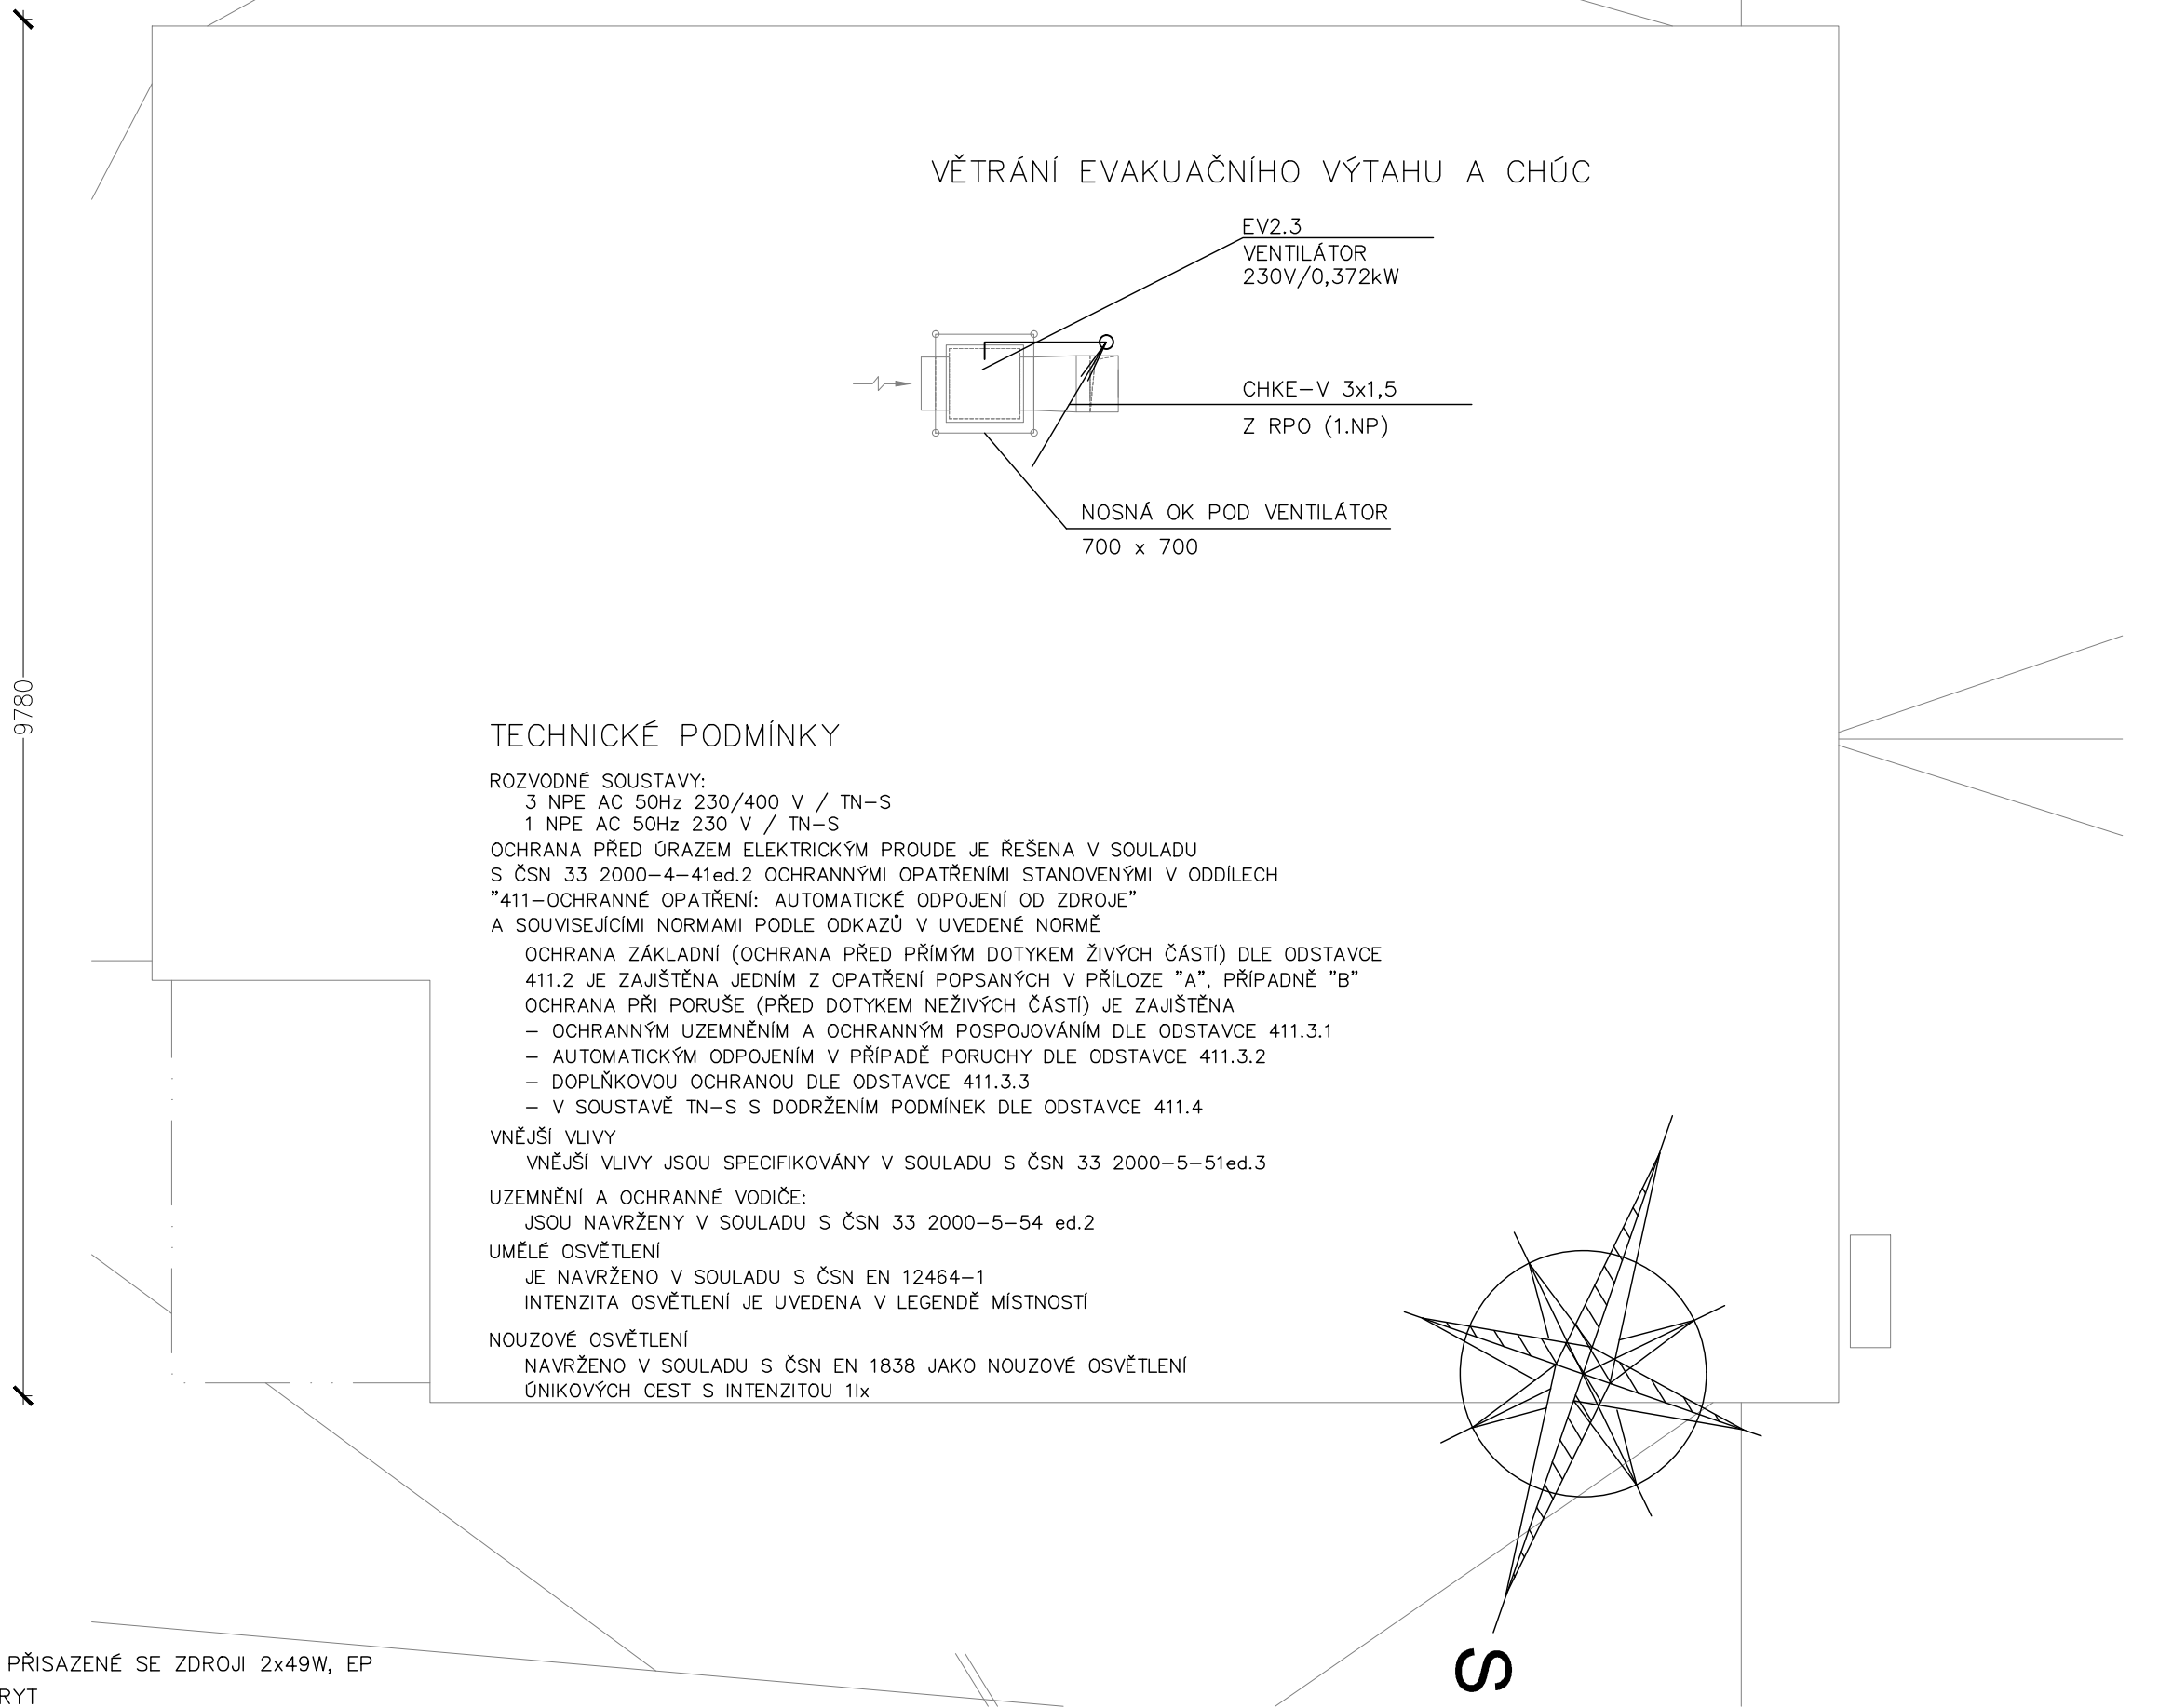 VĚTRÁNÍ EVAKUAČNÍHO VÝTAHU A CHÚC
EV2.3
VENTILÁTOR
230V/0,372kW
CHKE-V 3x1,5
Z RPO (1.NP)
NOSNÁ OK POD VENTILÁTOR
700 x 700
9780
TECHNICKÉ PODMÍNKY
ROZVODNÉ SOUSTAVY:
3 NPE AC 50Hz 230/400 V / TN-S
1 NPE AC 50Hz 230 V / TN-S
OCHRANA PŘED ÚRAZEM ELEKTRICKÝM PROUDE JE ŘEŠENA V SOULADU
S ČSN 33 2000-4-41ed.2 OCHRANNÝMI OPATŘENÍMI STANOVENÝMI V ODDÍLECH
"411-OCHRANNÉ OPATŘENÍ: AUTOMATICKÉ ODPOJENÍ OD ZDROJE"
A SOUVISEJÍCÍMI NORMAMI PODLE ODKAZŮ V UVEDENÉ NORMĚ
OCHRANA ZÁKLADNÍ (OCHRANA PŘED PŘÍMÝM DOTYKEM ŽIVÝCH ČÁSTÍ) DLE ODSTAVCE
411.2 JE ZAJIŠTĚNA JEDNÍM Z OPATŘENÍ POPSANÝCH V PŘÍLOZE "A", PŘÍPADNĚ "B"
OCHRANA PŘI PORUŠE (PŘED DOTYKEM NEŽIVÝCH ČÁSTÍ) JE ZAJIŠTĚNA
- OCHRANNÝM UZEMNĚNÍM A OCHRANNÝM POSPOJOVÁNÍM DLE ODSTAVCE 411.3.1
- AUTOMATICKÝM ODPOJENÍM V PŘÍPADĚ PORUCHY DLE ODSTAVCE 411.3.2
- DOPLŇKOVOU OCHRANOU DLE ODSTAVCE 411.3.3
- V SOUSTAVĚ TN-S S DODRŽENÍM PODMÍNEK DLE ODSTAVCE 411.4
VNĚJŠÍ VLIVY
VNĚJŠÍ VLIVY JSOU SPECIFIKOVÁNY V SOULADU S ČSN 33 2000-5-51ed.3
UZEMNĚNÍ A OCHRANNÉ VODIČE:
JSOU NAVRŽENY V SOULADU S ČSN 33 2000-5-54 ed.2
UMĚLÉ OSVĚTLENÍ
JE NAVRŽENO V SOULADU S ČSN EN 12464-1
INTENZITA OSVĚTLENÍ JE UVEDENA V LEGENDĚ MÍSTNOSTÍ
NOUZOVÉ OSVĚTLENÍ
NAVRŽENO V SOULADU S ČSN EN 1838 JAKO NOUZOVÉ OSVĚTLENÍ
ÚNIKOVÝCH CEST S INTENZITOU 1lx
S
PŘISAZENÉ SE ZDROJI 2x49W, EP
RYT